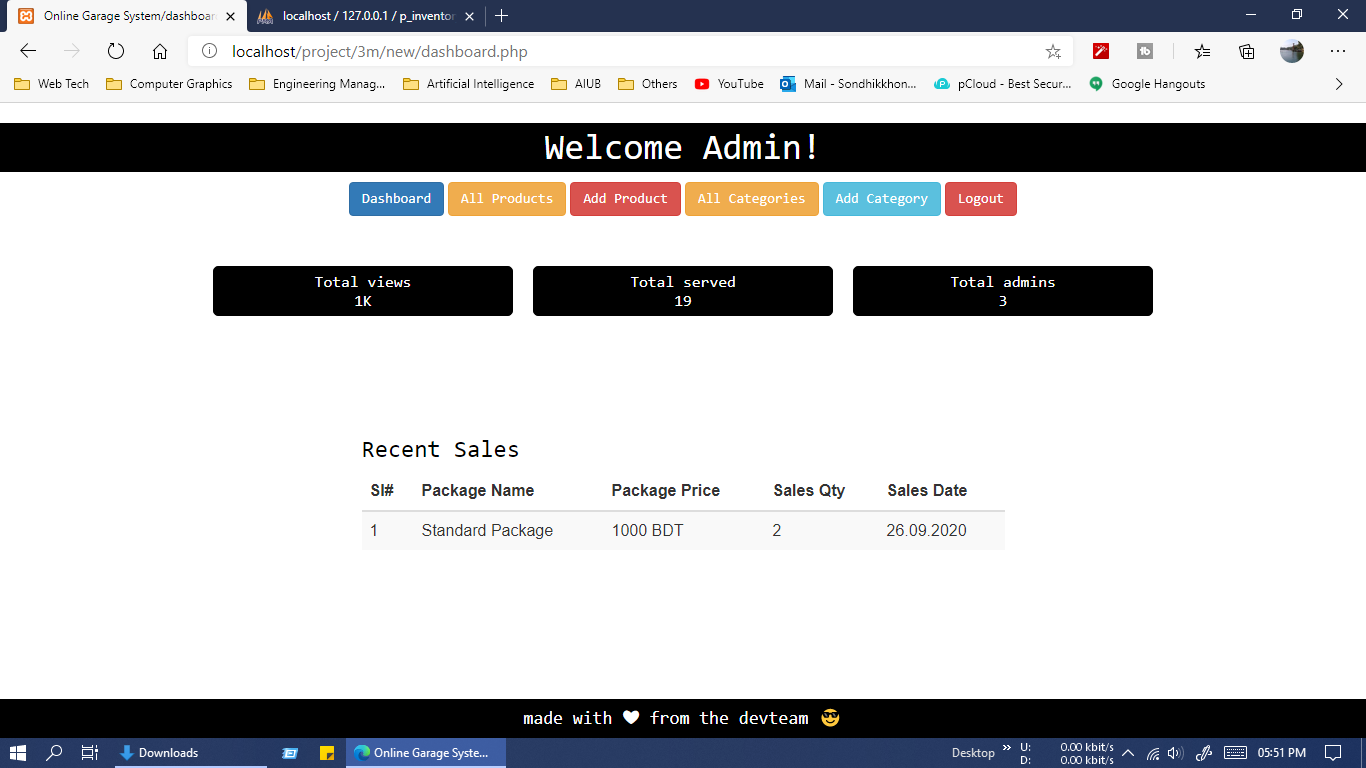 Online Garage System/dashboar
localhost / 127.0.0.1 / p_inventor
localhost/project/3m/new/dashboard.php
Web Tech
Computer Graphics
Engineering Manag...
Artificial Intelligence
AIUB
Others
YouTube
Mail - Sondhikkhon...
pCloud - Best Secur...
Google Hangouts
Welcome Admin!
Dashboard
All Products
Add Product
All Categories
Add Category
Logout
Total views
1K
Total served
19
Total admins
3
Recent Sales
Sl# Package Name Package Price Sales Qty Sales Date
1 Standard Package 1000 BDT 2 26.09.2020
made with 🤍 from the devteam 😎
Downloads
Online Garage Syste...
Desktop
U: 0.00 kbit/s
D: 0.00 kbit/s
05:51 PM